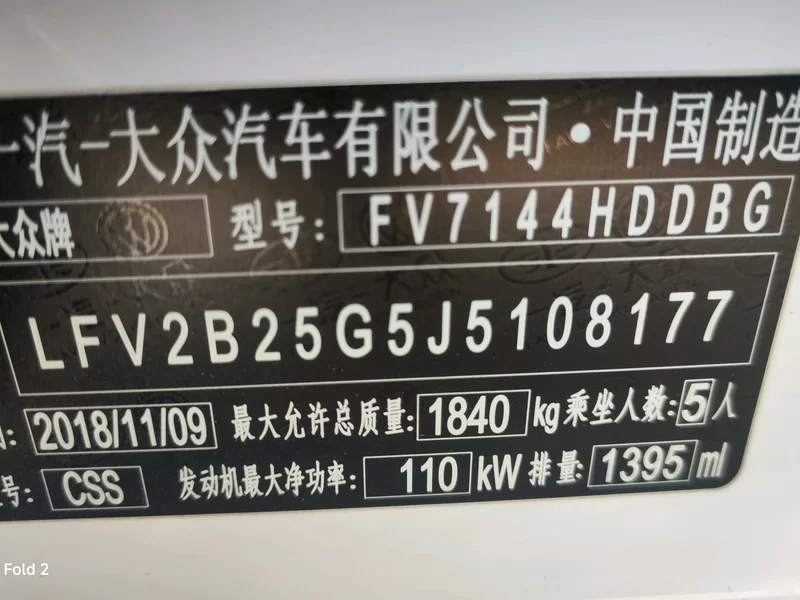 一汽-大众汽车有限公司·中国制造
大众牌 型号: FV7144HDDBG
LFV2B25G5J5108177
2018/11/09 最大允许总质量: 1840 kg 乘坐人数: 5 人
号: CSS 发动机最大净功率: 110 kW 排量: 1395 ml
Fold 2